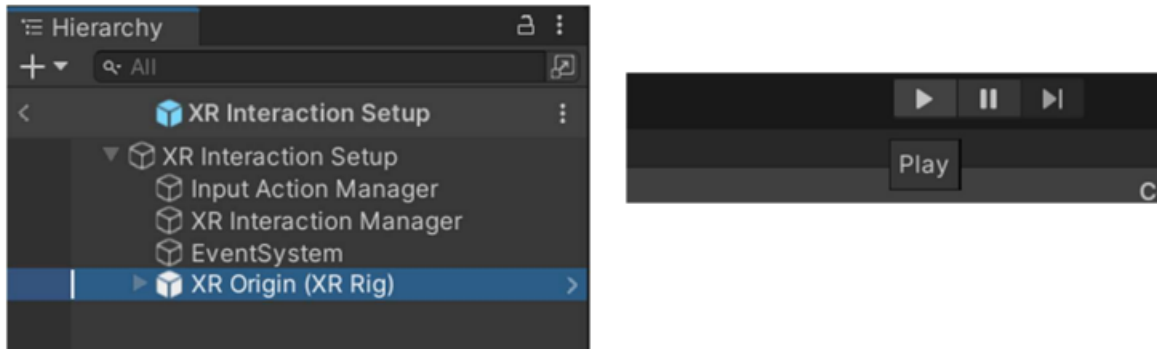 Hierarchy
All
XR Interaction Setup
XR Interaction Setup
Input Action Manager
XR Interaction Manager
EventSystem
XR Origin (XR Rig)
Play
C